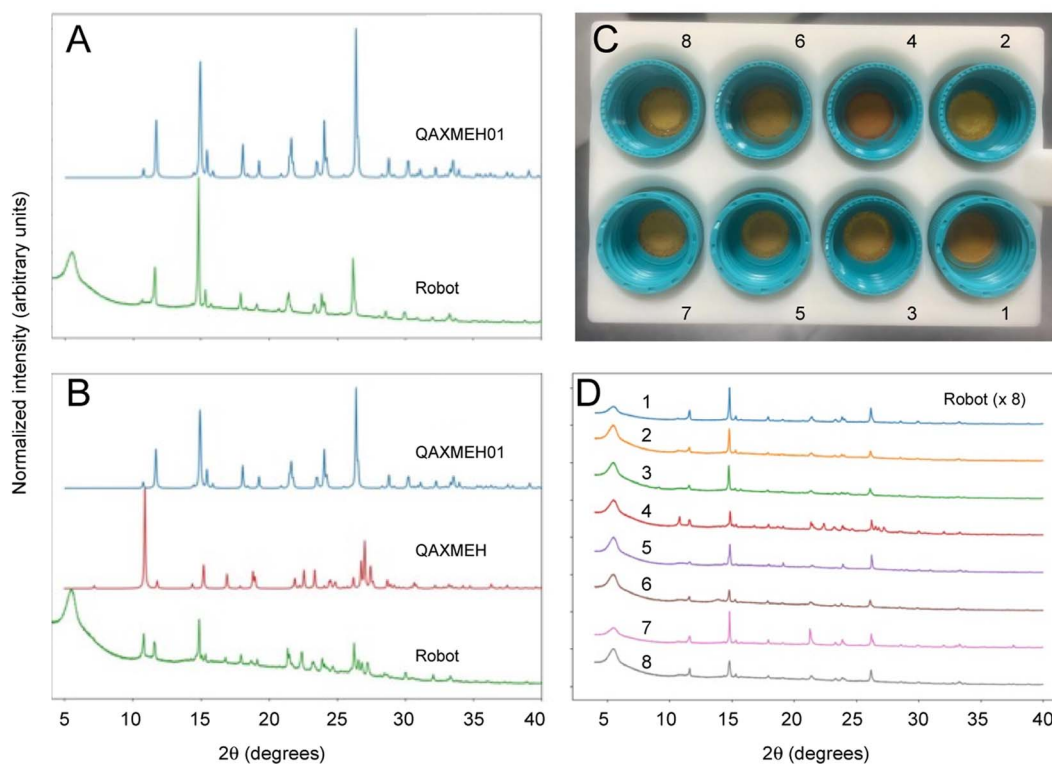 A
QAXMEH01
Robot
Normalized intensity (arbitrary units)
B
QAXMEH01
QAXMEH
Robot
5 10 15 20 25 30 35 40
2θ (degrees)
C
8 6 4 2
7 5 3 1
D
Robot (x 8)
1
2
3
4
5
6
7
8
5 10 15 20 25 30 35 40
2θ (degrees)